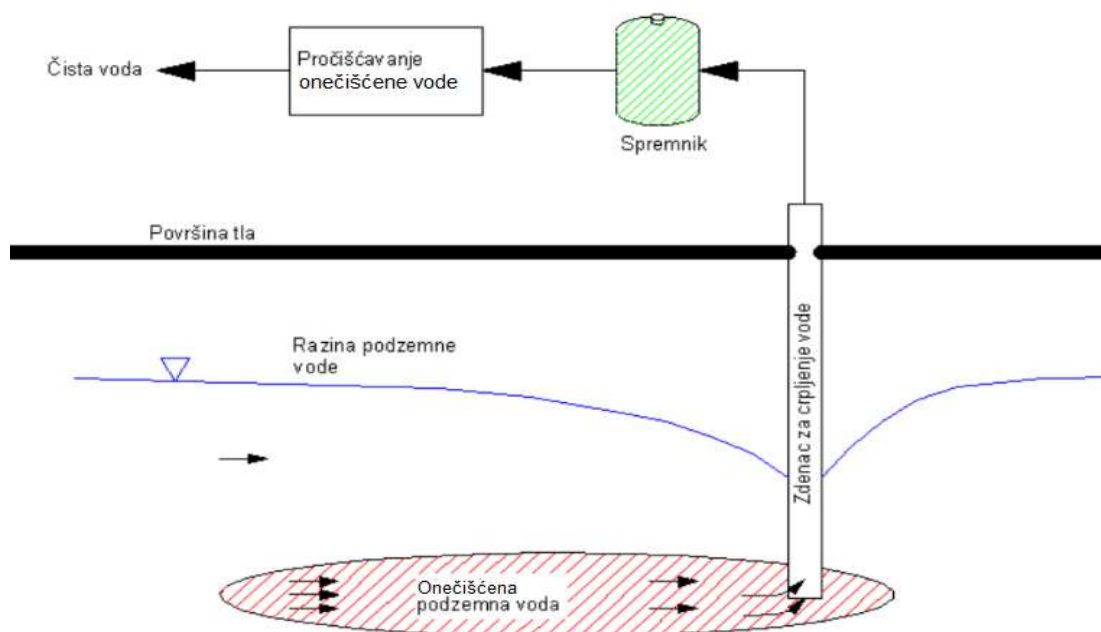 Čista voda
Pročišćavanje
onečišćene vode
Spremnik
Površina tla
Razina podzemne
vode
Zdenac za crpljenje vode
Onečišćena
podzemna voda